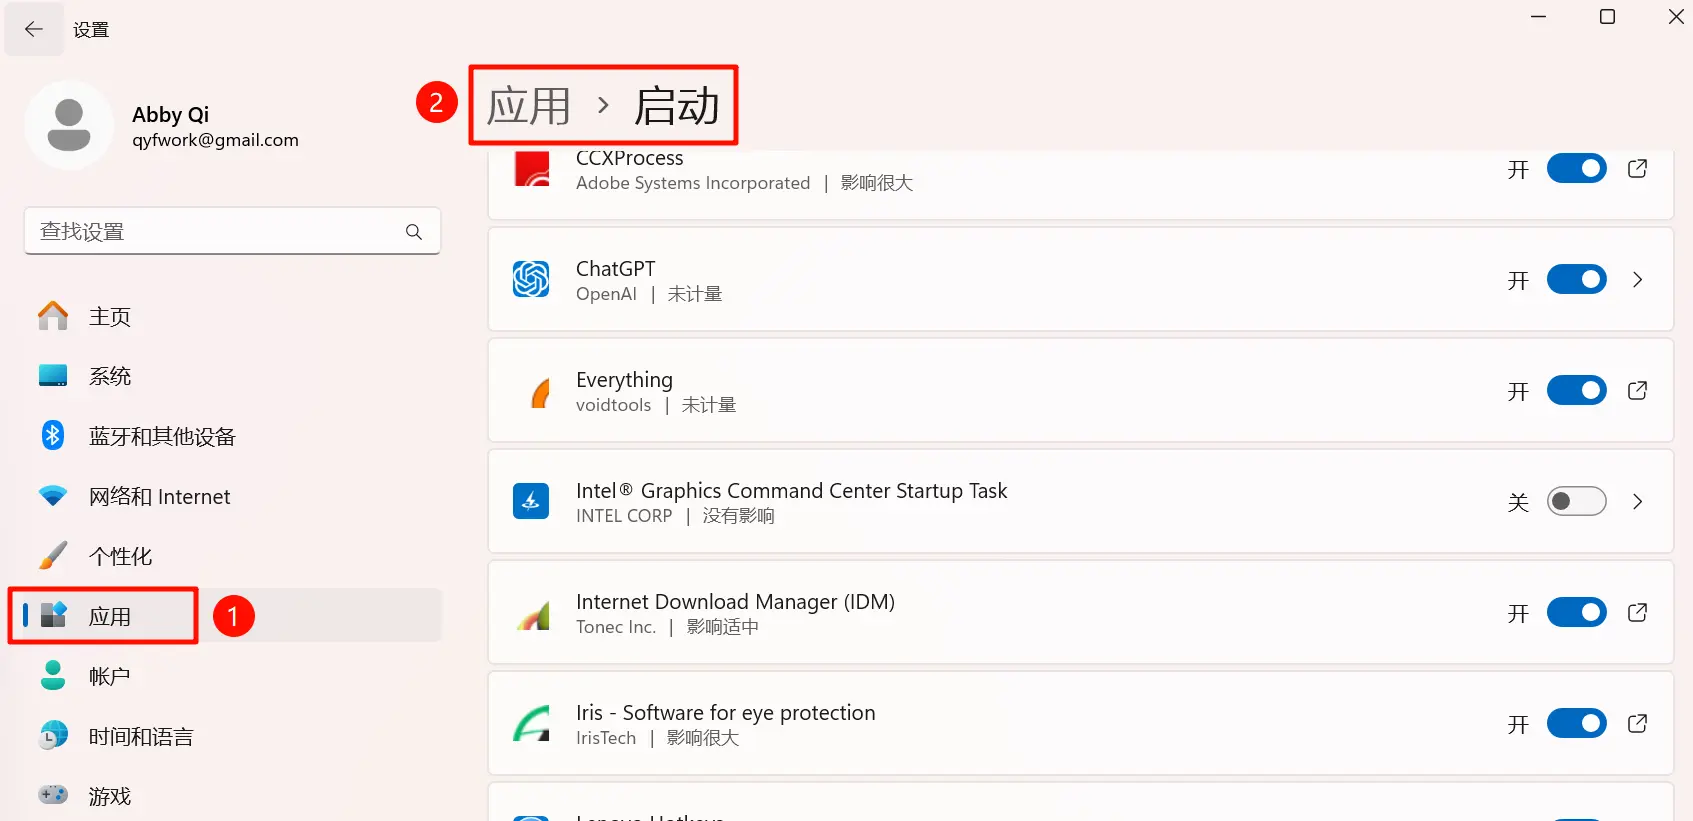 设置
Abby Qi
qyfwork@gmail.com
查找设置
主页
系统
蓝牙和其他设备
网络和 Internet
个性化
应用
1
帐户
时间和语言
游戏
2
应用 > 启动
CCXProcess
Adobe Systems Incorporated | 影响很大
开
ChatGPT
OpenAI | 未计量
开
Everything
voidtools | 未计量
开
Intel® Graphics Command Center Startup Task
INTEL CORP | 没有影响
关
Internet Download Manager (IDM)
Tonec Inc. | 影响适中
开
Iris - Software for eye protection
IrisTech | 影响很大
开